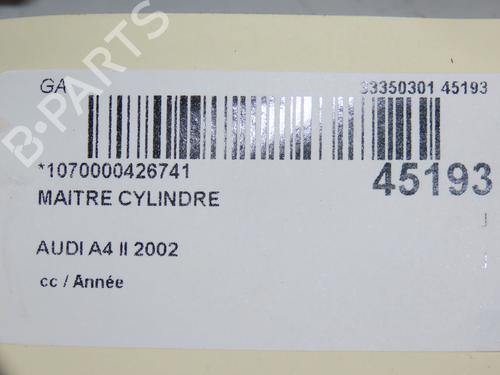 B-PARTS
GA 33350301 45193
*1070000426741 45193
MAITRE CYLINDRE
AUDI A4 II 2002
cc / Année